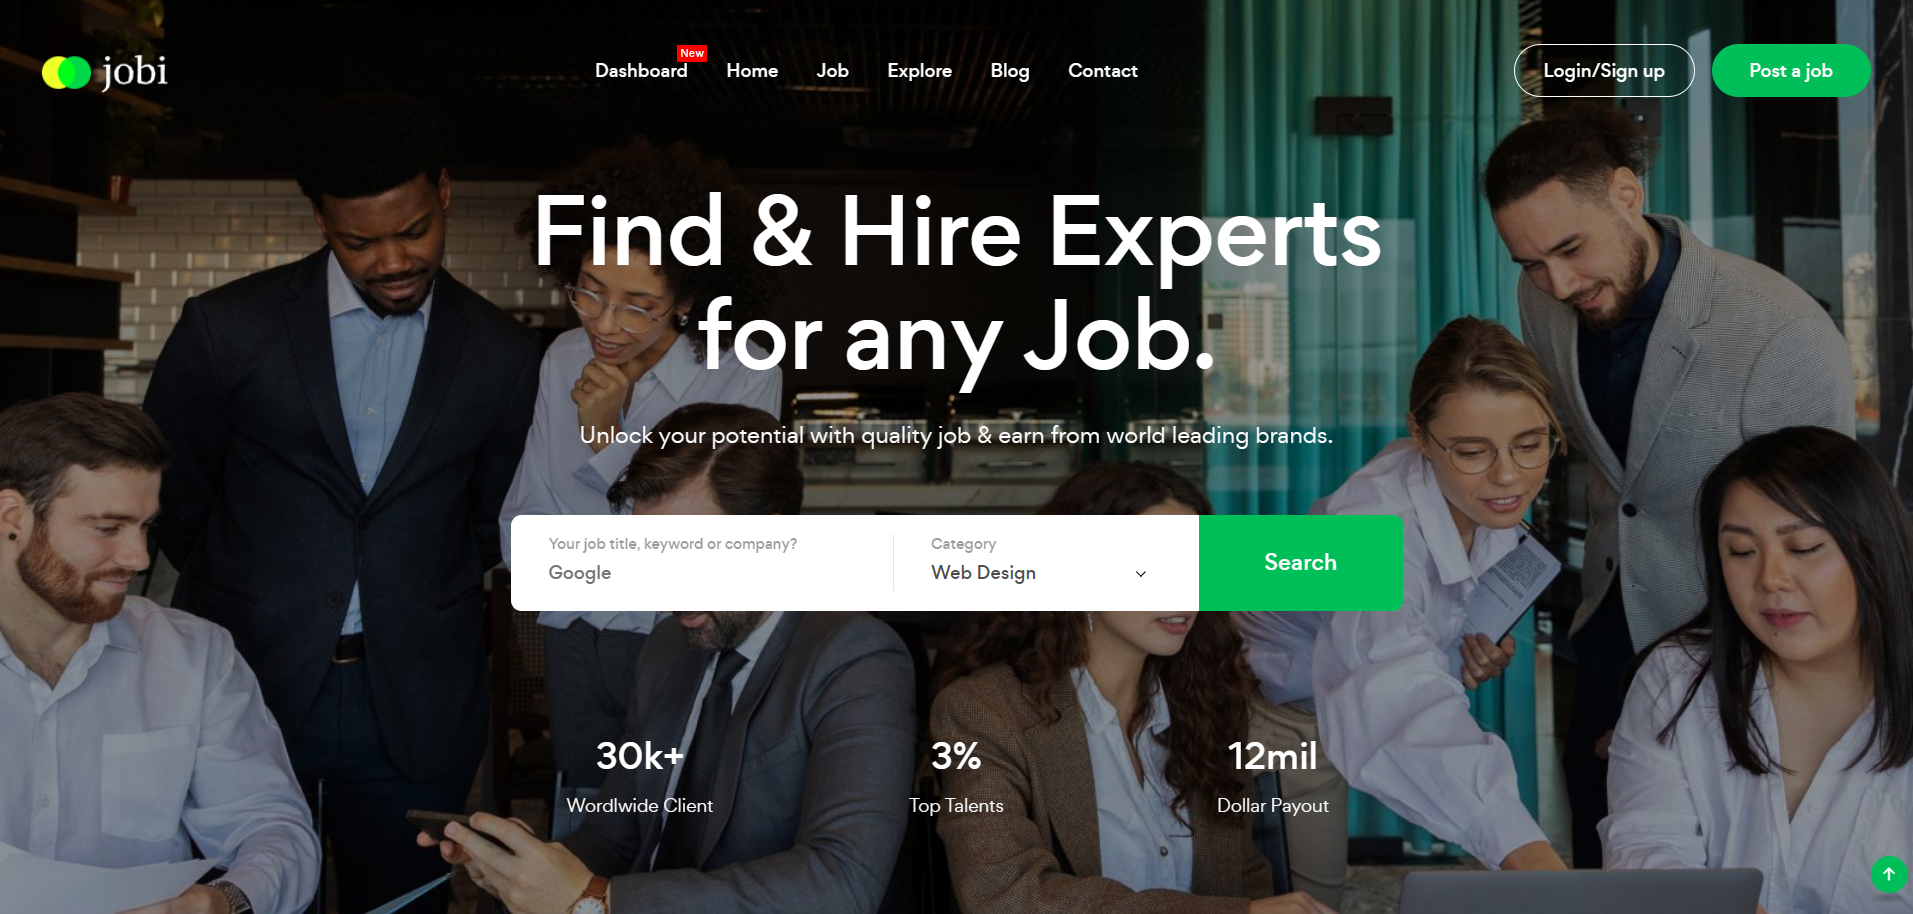 jobi
Dashboard New Home Job Explore Blog Contact
Login/Sign up
Post a job
Find & Hire Experts
for any Job.
Unlock your potential with quality job & earn from world leading brands.
Your job title, keyword or company?
Google
Category
Web Design
Search
30k+
Wordlwide Client
3%
Top Talents
12mil
Dollar Payout